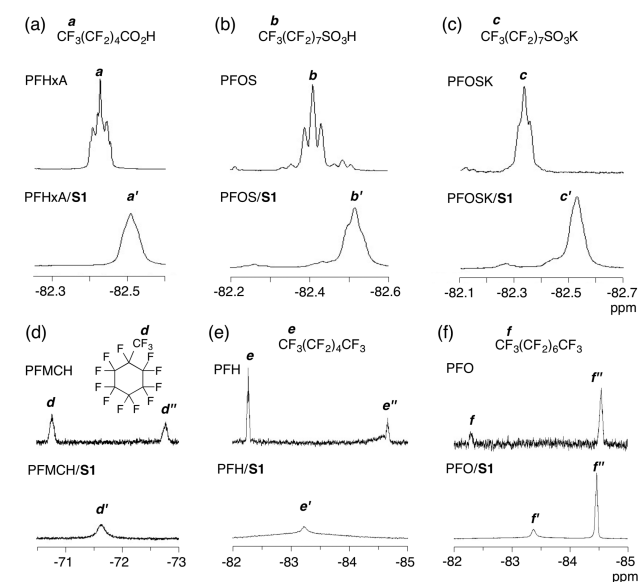 (a) a
CF3(CF2)4CO2H
PFHxA a
PFHxA/S1 a'
-82.3 -82.5
(b) b
CF3(CF2)7SO3H
PFOS b
PFOS/S1 b'
-82.2 -82.4 -82.6
(c) c
CF3(CF2)7SO3K
PFOSK c
PFOSK/S1 c'
-82.1 -82.3 -82.5 -82.7
ppm
(d) d
CF3
F F
F F
F F
F F
F F F
PFMCH
d d''
PFMCH/S1
d'
-71 -72 -73
(e) e
CF3(CF2)4CF3
PFH e
e''
PFH/S1
e'
-82 -83 -84 -85
(f) f
CF3(CF2)6CF3
PFO
f f''
PFO/S1 f''
f'
-82 -83 -84 -85
ppm